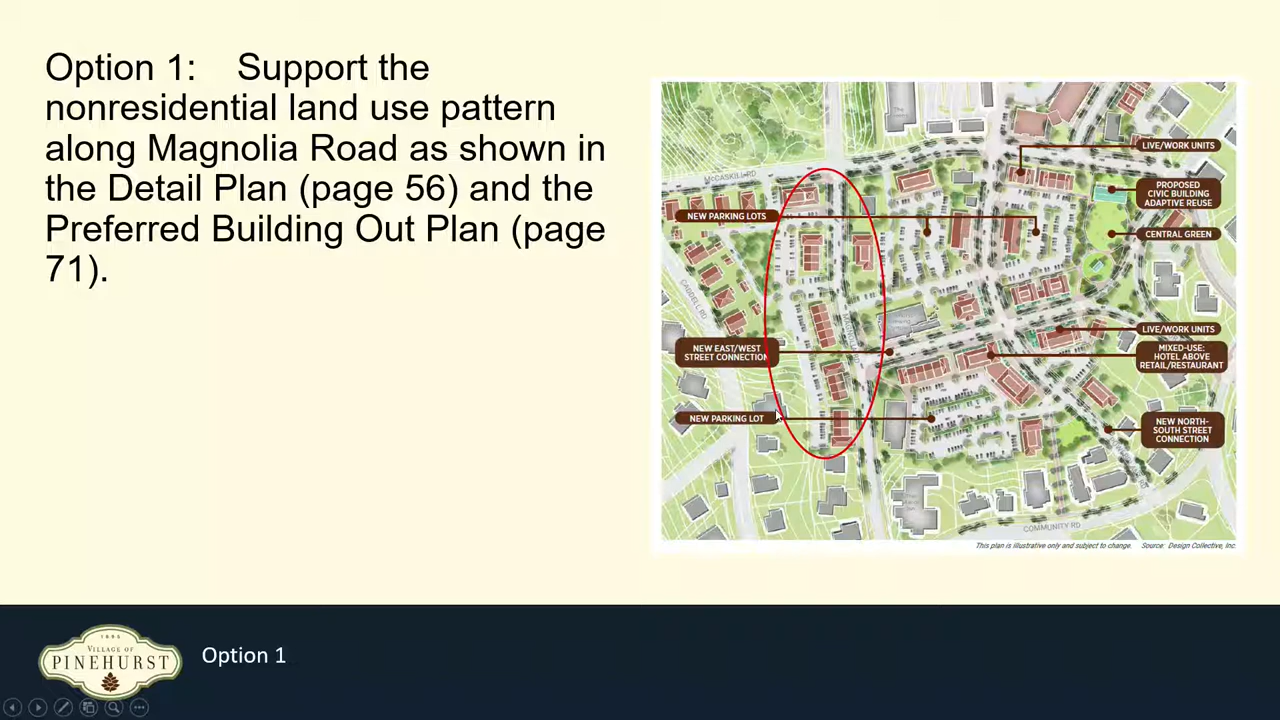 Option 1: Support the
nonresidential land use pattern
along Magnolia Road as shown in
the Detail Plan (page 56) and the
Preferred Building Out Plan (page
71).
McCASKILL RD
LIVE/WORK UNITS
PROPOSED
CIVIC BUILDING
ADAPTIVE REUSE
NEW PARKING LOTS
CENTRAL GREEN
LIVE/WORK UNITS
NEW EAST/WEST
STREET CONNECTION
MIXED-USE:
HOTEL ABOVE
RETAIL/RESTAURANT
NEW PARKING LOT
NEW NORTH-
SOUTH STREET
CONNECTION
COMMUNITY RD
This plan is illustrative only and subject to change. Source: Design Collective, Inc.
1895
VILLAGE OF
PINEHURST
Option 1